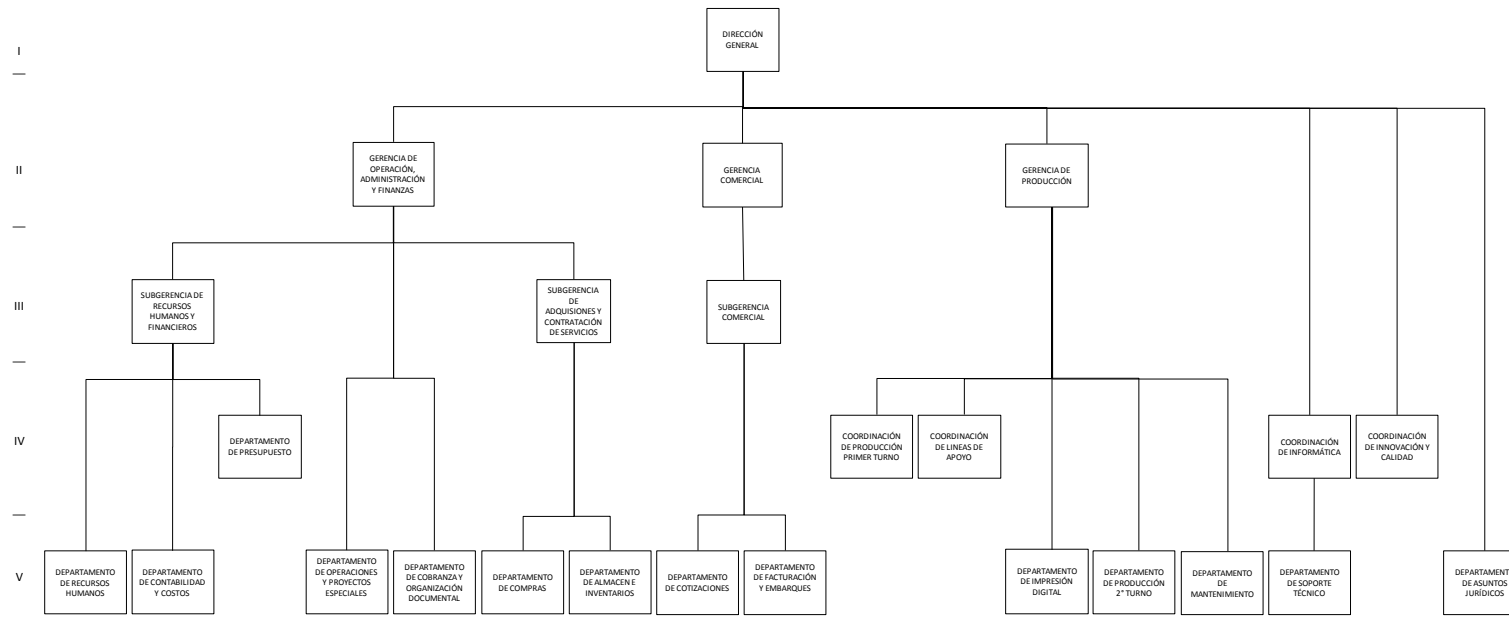 DIRECCIÓN
GENERAL
I
II
GERENCIA DE
OPERACIÓN,
ADMINISTRACIÓN
Y FINANZAS
GERENCIA
COMERCIAL
GERENCIA DE
PRODUCCIÓN
III
SUBGERENCIA DE
RECURSOS
HUMANOS Y
FINANCIEROS
SUBGERENCIA
DE
ADQUISIONES Y
CONTRATACIÓN
DE SERVICIOS
SUBGERENCIA
COMERCIAL
IV
DEPARTAMENTO
DE PRESUPUESTO
COORDINACIÓN
DE PRODUCCIÓN
PRIMER TURNO
COORDINACIÓN
DE LINEAS DE
APOYO
COORDINACIÓN
DE INFORMÁTICA
COORDINACIÓN
DE INNOVACIÓN Y
CALIDAD
V
DEPARTAMENTO
DE RECURSOS
HUMANOS
DEPARTAMENTO
DE CONTABILIDAD
Y COSTOS
DEPARTAMENTO
DE OPERACIONES
Y PROYECTOS
ESPECIALES
DEPARTAMENTO
DE COBRANZA Y
ORGANIZACIÓN
DOCUMENTAL
DEPARTAMENTO
DE COMPRAS
DEPARTAMENTO
DE ALMACEN E
INVENTARIOS
DEPARTAMENTO
DE COTIZACIONES
DEPARTAMENTO
DE FACTURACIÓN
Y EMBARQUES
DEPARTAMENTO
DE IMPRESIÓN
DIGITAL
DEPARTAMENTO
DE PRODUCCIÓN
2° TURNO
DEPARTAMENTO
DE
MANTENIMIENTO
DEPARTAMENTO
DE SOPORTE
TÉCNICO
DEPARTAMENT
DE ASUNTOS
JURÍDICOS